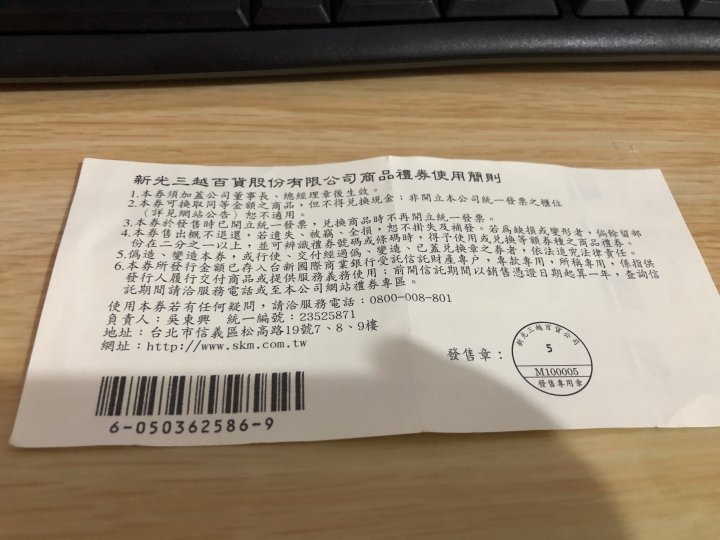 新光三越百貨股份有限公司商品禮券使用簡則
1.本券須加蓋公司董事長、總經理章後生效。
2.本券可換取同等金額之商品，但不得兌換現金；非開立本公司統一發票之櫃位
（詳見網站公告）恕不適用。
3.本券於發售時已開立統一發票，兌換商品時不再開立統一發票。
4.本券售出概不退還，若遺失、被竊、全損，恕不掛失及補發。若為缺損或變形者，倘餘留部
份在二分之一以上，並可辨識禮券號碼或條碼時，得予使用或兌換等額券種之商品禮券。
5.偽造、變造本券，或行使、交付經過偽、變造、已蓋兌換章之券者，依法追究法律責任。
6.本券所發行金額已存入台新國際商業銀行受託信託財產專戶，專款專用，所稱專用，係指供
發行人履行交付商品或提供服務義務使用；前開信託期間以銷售憑證日期起算一年，查詢信
託期間請洽服務電話或至本公司網站禮券專區。
使用本券若有任何疑問，請洽服務電話：0800-008-801
負責人：吳東興 統一編號：23525871
地址：台北市信義區松高路19號7、8、9樓
網址：http://www.skm.com.tw
發售章：
新光三越百貨公司
5
M100005
發售專用章
6-050362586-9